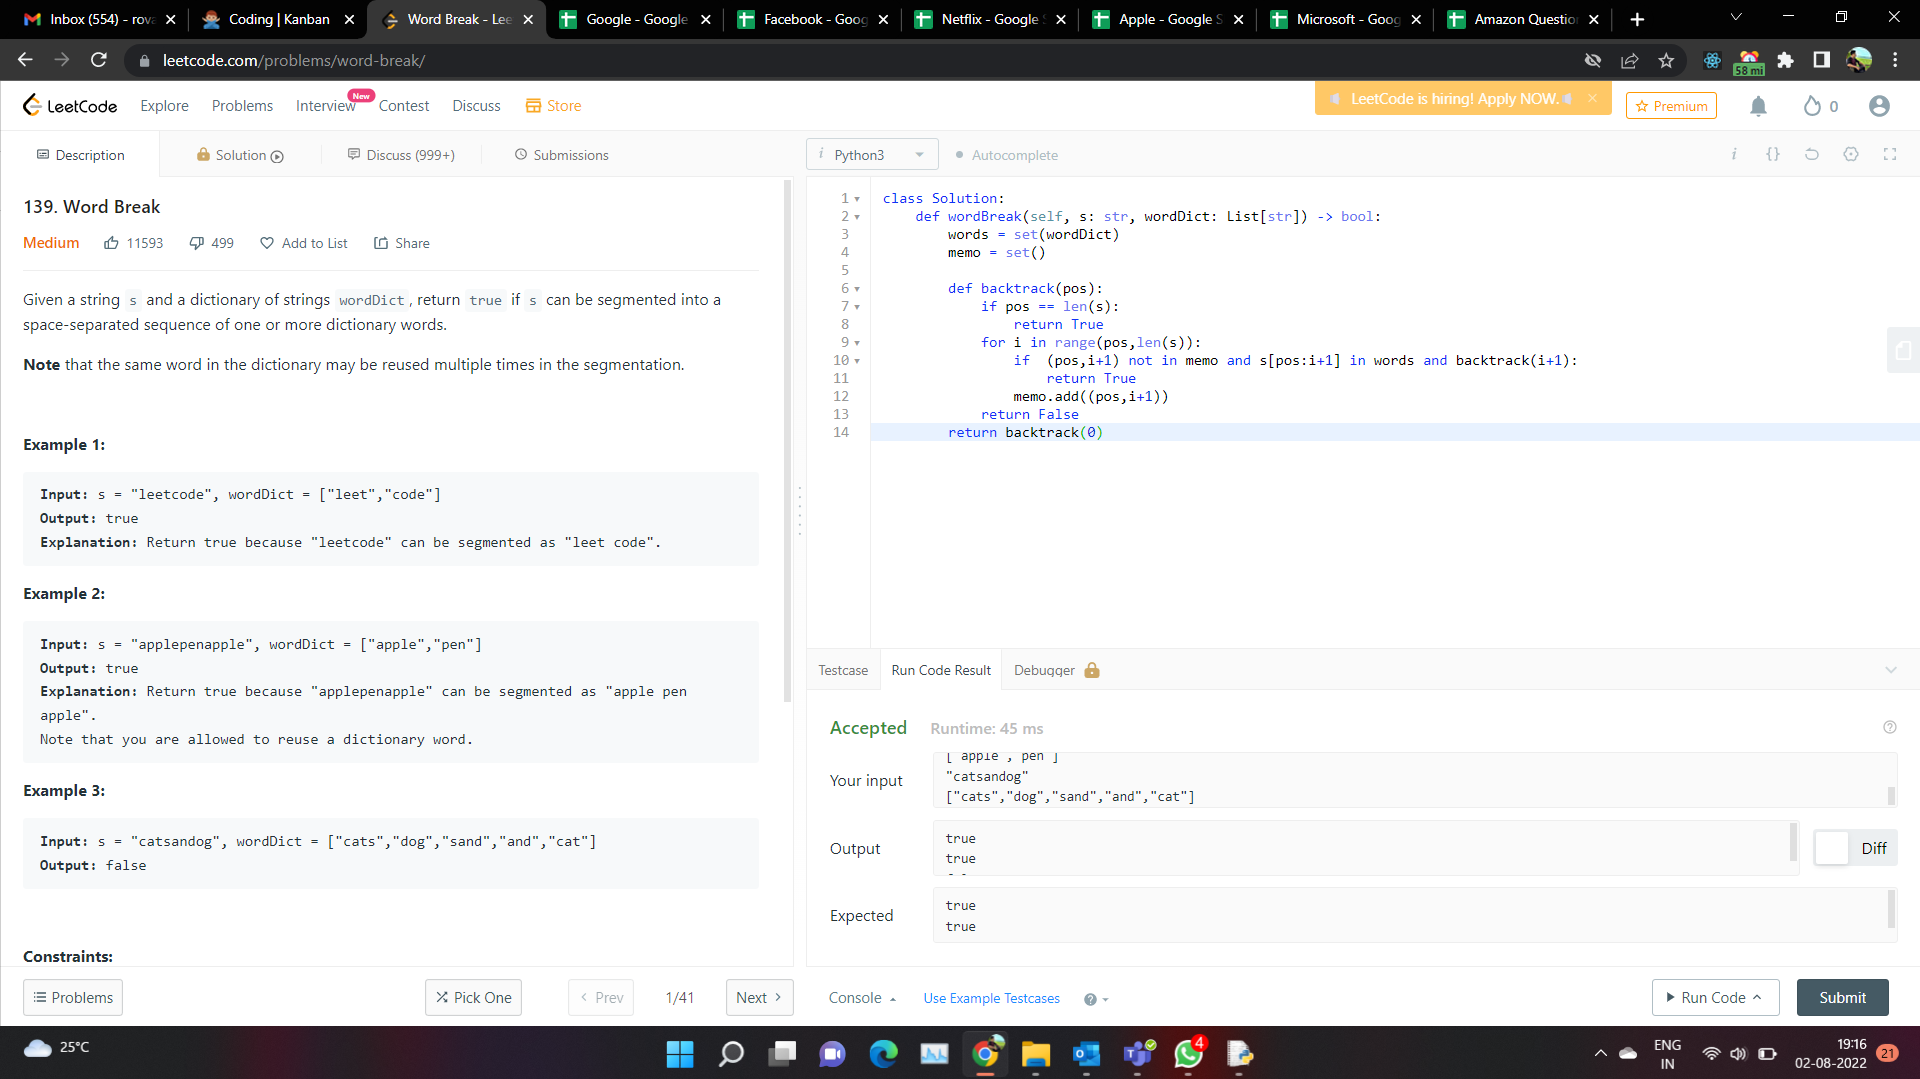 Inbox (554) - rova
Coding | Kanban
Word Break - Lee
Google - Google
Facebook - Goog
Netflix - Google S
Apple - Google S
Microsoft - Goog
Amazon Question
leetcode.com/problems/word-break/
58 mi
LeetCode
Explore
Problems
Interview
New
Contest
Discuss
Store
LeetCode is hiring! Apply NOW.
Premium
0
Description
Solution
Discuss (999+)
Submissions
i Python3
Autocomplete
139. Word Break
Medium
11593
499
Add to List
Share
Given a string s and a dictionary of strings wordDict, return true if s can be segmented into a
space-separated sequence of one or more dictionary words.
Note that the same word in the dictionary may be reused multiple times in the segmentation.
Example 1:
Input: s = "leetcode", wordDict = ["leet","code"]
Output: true
Explanation: Return true because "leetcode" can be segmented as "leet code".
Example 2:
Input: s = "applepenapple", wordDict = ["apple","pen"]
Output: true
Explanation: Return true because "applepenapple" can be segmented as "apple pen
apple".
Note that you are allowed to reuse a dictionary word.
Example 3:
Input: s = "catsandog", wordDict = ["cats","dog","sand","and","cat"]
Output: false
Constraints:
Problems
Pick One
Prev
1/41
Next
1 class Solution:
2 def wordBreak(self, s: str, wordDict: List[str]) -> bool:
3 words = set(wordDict)
4 memo = set()
5
6 def backtrack(pos):
7 if pos == len(s):
8 return True
9 for i in range(pos,len(s)):
10 if (pos,i+1) not in memo and s[pos:i+1] in words and backtrack(i+1):
11 return True
12 memo.add((pos,i+1))
13 return False
14 return backtrack(0)
Testcase
Run Code Result
Debugger
Accepted
Runtime: 45 ms
Your input
["apple","pen"]
"catsandog"
["cats","dog","sand","and","cat"]
Output
true
true
Diff
Expected
true
true
Console
Use Example Testcases
Run Code
Submit
25°C
4
ENG
IN
19:16
02-08-2022
21